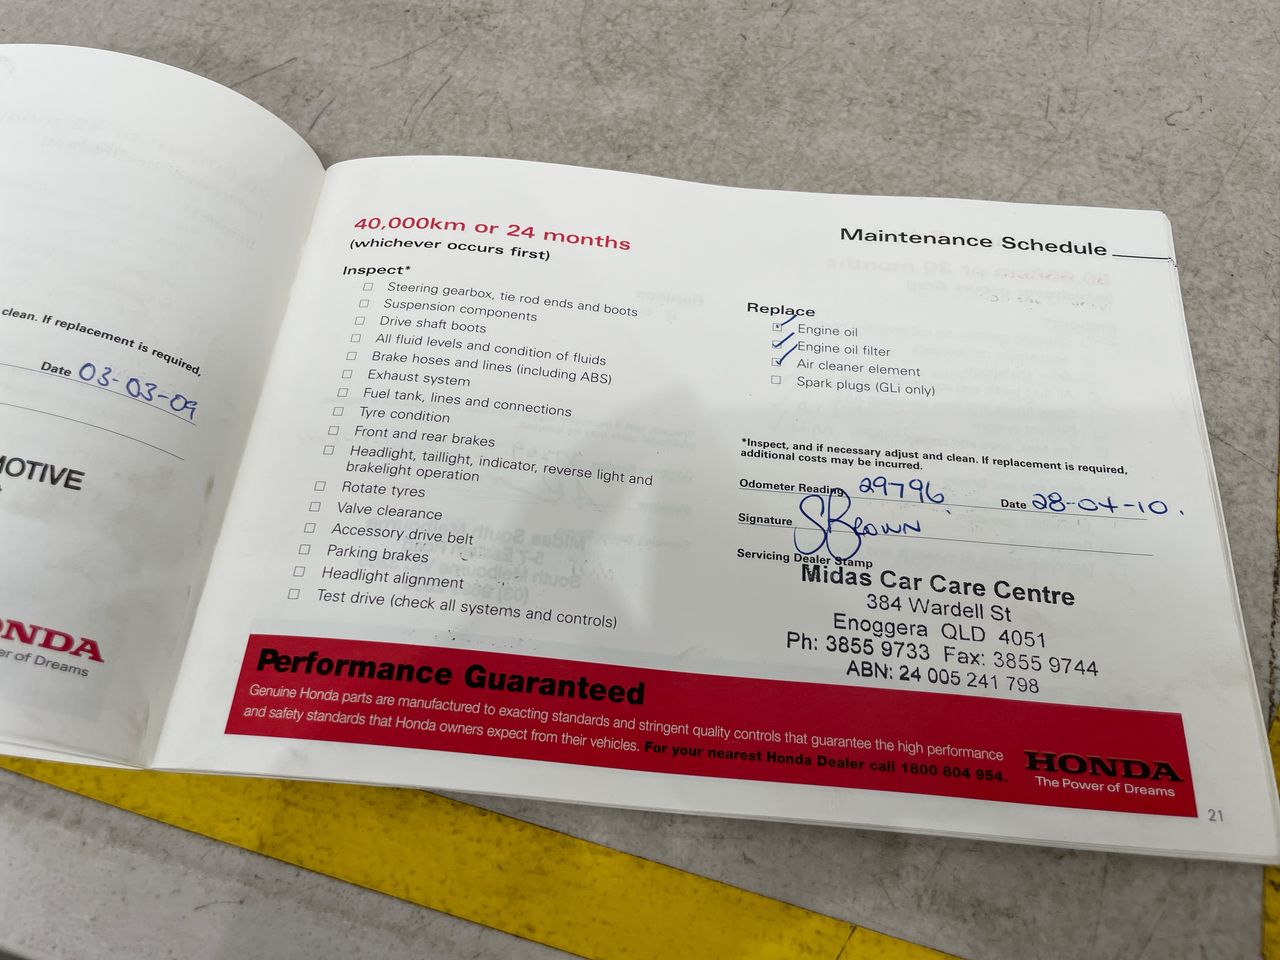 clean. If replacement is required,
Date 03-03-09
MOTIVE
HONDA
er of Dreams
40,000km or 24 months
(whichever occurs first)
Inspect*
☐ Steering gearbox, tie rod ends and boots
☐ Suspension components
☐ Drive shaft boots
☐ All fluid levels and condition of fluids
☐ Brake hoses and lines (including ABS)
☐ Exhaust system
☐ Fuel tank, lines and connections
☐ Tyre condition
☐ Front and rear brakes
☐ Headlight, taillight, indicator, reverse light and
brakelight operation
☐ Rotate tyres
☐ Valve clearance
☐ Accessory drive belt
☐ Parking brakes
☐ Headlight alignment
☐ Test drive (check all systems and controls)
Maintenance Schedule
Replace
☑ Engine oil
☑ Engine oil filter
☑ Air cleaner element
☐ Spark plugs (GLi only)
*Inspect, and if necessary adjust and clean. If replacement is required,
additional costs may be incurred.
Odometer Reading 29796 Date 28-04-10.
Signature SBrown
Servicing Dealer Stamp
Midas Car Care Centre
384 Wardell St
Enoggera QLD 4051
Ph: 3855 9733 Fax: 3855 9744
ABN: 24 005 241 798
Performance Guaranteed
Genuine Honda parts are manufactured to exacting standards and stringent quality controls that guarantee the high performance
and safety standards that Honda owners expect from their vehicles. For your nearest Honda Dealer call 1800 804 954.
HONDA
The Power of Dreams
21